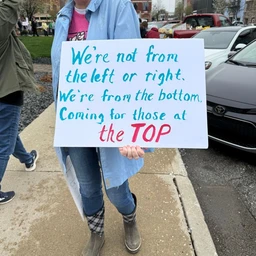 We're not from
the left or right.
We're from the bottom,
Coming for those at
the TOP